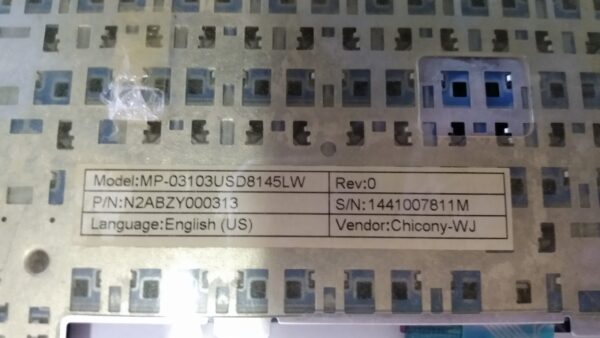 Model:MP-03103USD8145LW Rev:0
P/N:N2ABZY000313 S/N:1441007811M
Language:English (US) Vendor:Chicony-WJ